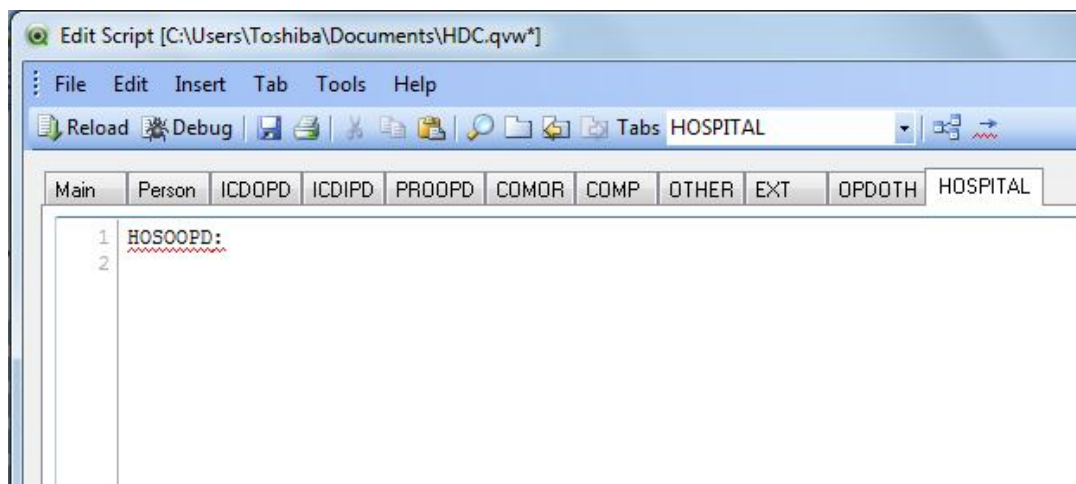 Edit Script [C:\Users\Toshiba\Documents\HDC.qvw*]
File Edit Insert Tab Tools Help
Reload Debug Tabs HOSPITAL
Main Person ICDOPD ICDIPD PROOPD COMOR COMP OTHER EXT OPDOTH HOSPITAL
1 HOSOOPD:
2